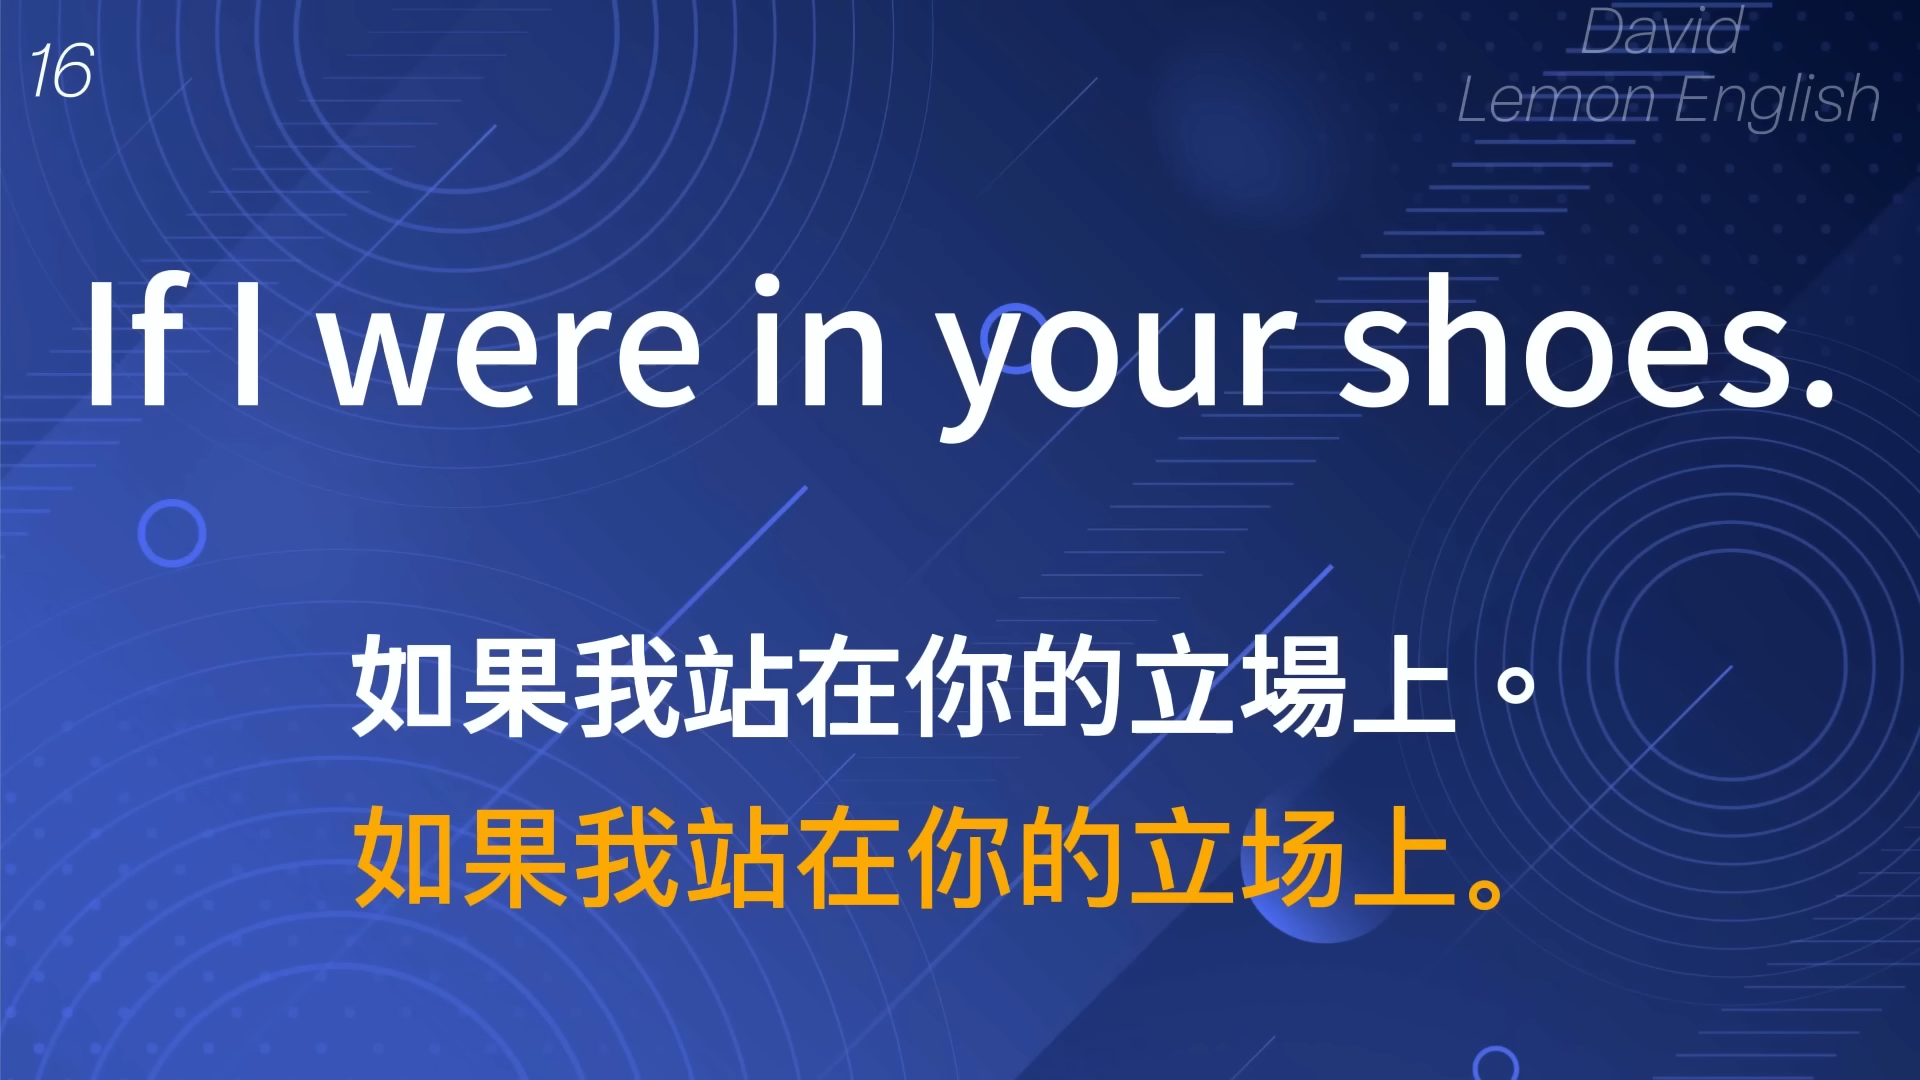 16
David
Lemon English
If I were in your shoes.
如果我站在你的立場上。
如果我站在你的立场上。